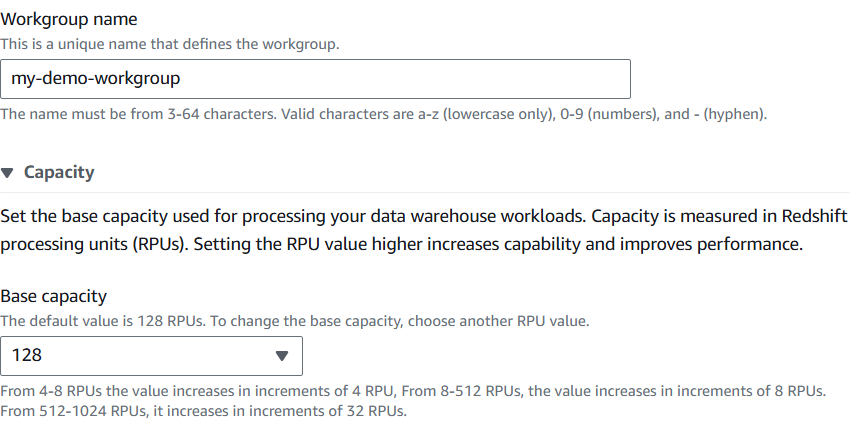 Workgroup name
This is a unique name that defines the workgroup.
my-demo-workgroup
The name must be from 3-64 characters. Valid characters are a-z (lowercase only), 0-9 (numbers), and - (hyphen).
Capacity
Set the base capacity used for processing your data warehouse workloads. Capacity is measured in Redshift
processing units (RPUs). Setting the RPU value higher increases capability and improves performance.
Base capacity
The default value is 128 RPUs. To change the base capacity, choose another RPU value.
128
From 4-8 RPUs the value increases in increments of 4 RPU, From 8-512 RPUs, the value increases in increments of 8 RPUs.
From 512-1024 RPUs, it increases in increments of 32 RPUs.